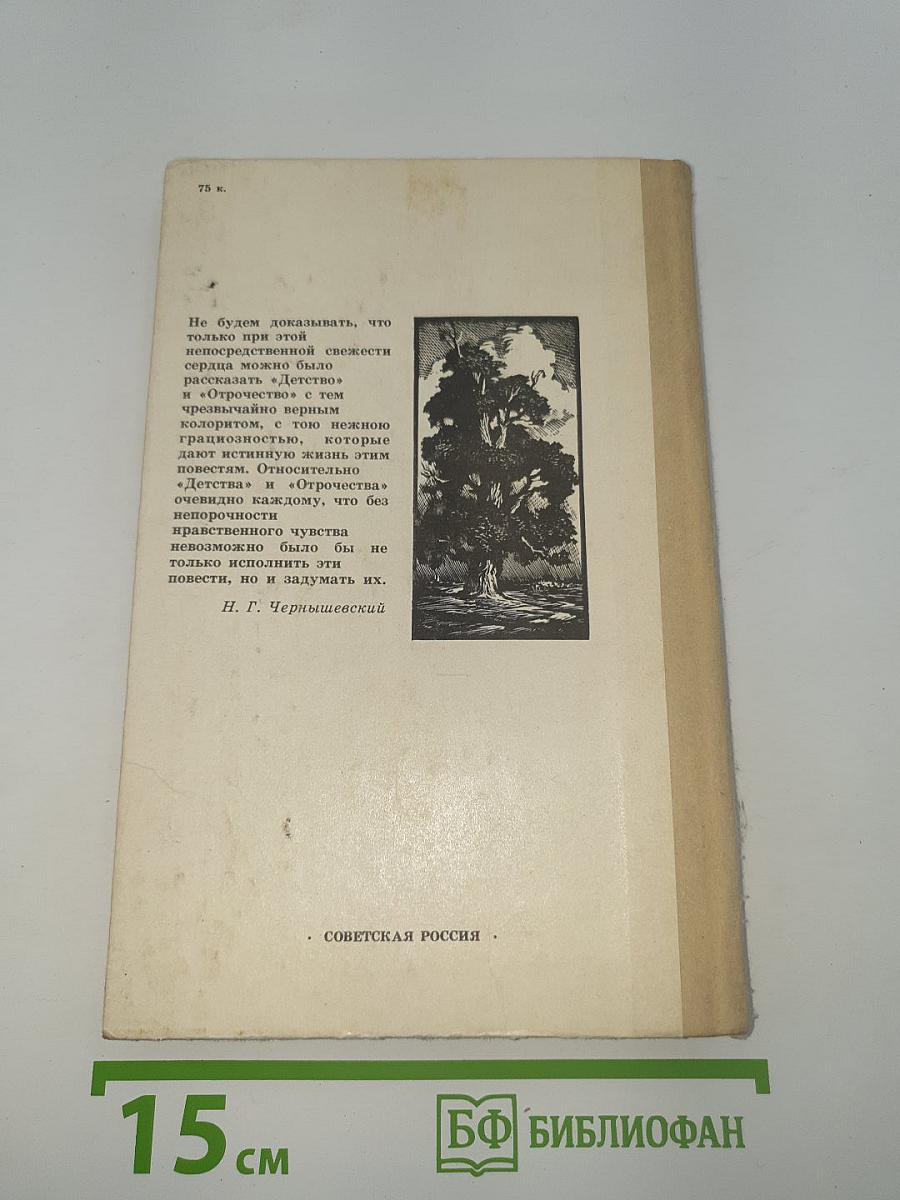 75 к.
Не будем доказывать, что
только при этой
непосредственной свежести
сердца можно было
рассказать «Детство»
и «Отрочество» с тем
чрезвычайно верным
колоритом, с тою нежною
грациозностью, которые
дают истинную жизнь этим
повестям. Относительно
«Детства» и «Отрочества»
очевидно каждому, что без
непорочности
нравственного чувства
невозможно было бы не
только исполнить эти
повести, но и задумать их.
Н. Г. Чернышевский
· СОВЕТСКАЯ РОССИЯ ·
15 см
БФ БИБЛИОФАН